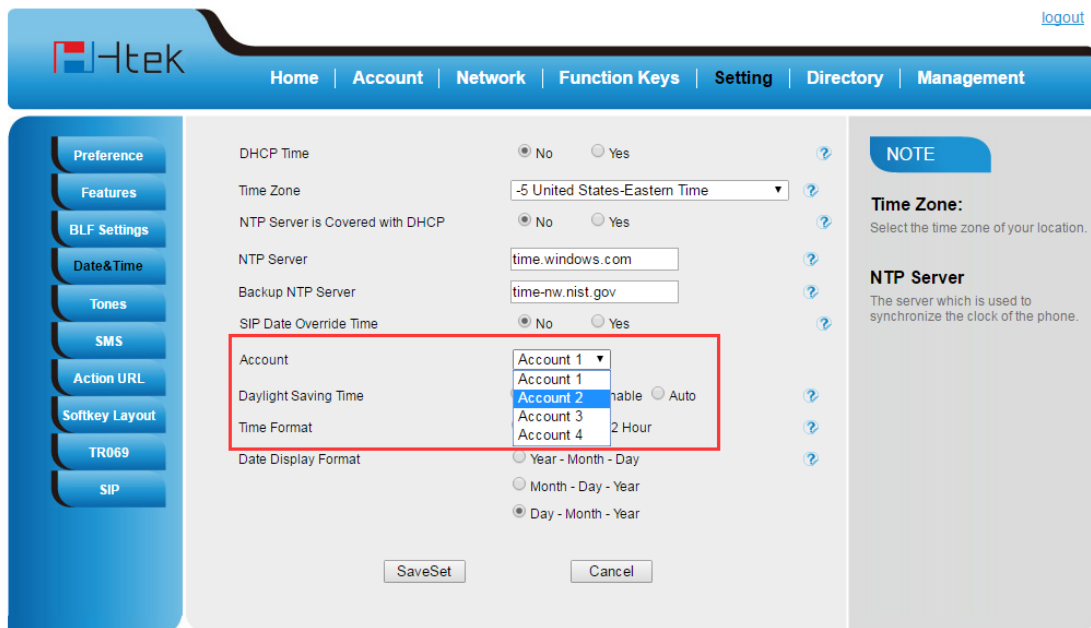 logout
Htek
Home Account Network Function Keys Setting Directory Management
Preference
Features
BLF Settings
Date&Time
Tones
SMS
Action URL
Softkey Layout
TR069
SIP
DHCP Time No Yes
Time Zone -5 United States-Eastern Time
NTP Server is Covered with DHCP No Yes
NTP Server time.windows.com
Backup NTP Server time-nw.nist.gov
SIP Date Override Time No Yes
Account Account 1
Account 1
Daylight Saving Time Account 2 Auto
Account 3
Time Format 2 Hour
Account 4
Date Display Format Year - Month - Day
Month - Day - Year
Day - Month - Year
SaveSet Cancel
NOTE
Time Zone:
Select the time zone of your location.
NTP Server
The server which is used to
synchronize the clock of the phone.